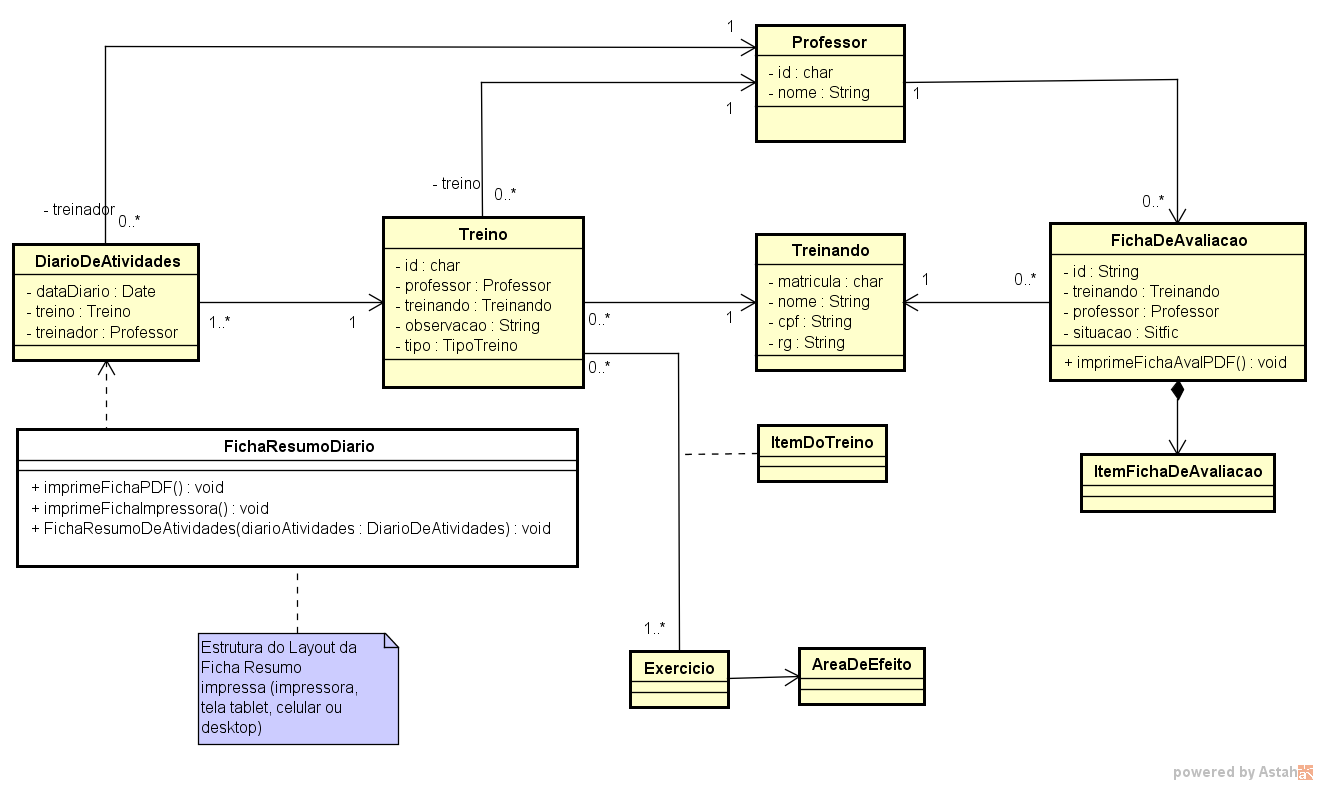 1
Professor
- id : char
- nome : String
1
1
- treino
0..*
0..*
- treinador
0..*
DiarioDeAtividades
- dataDiario : Date
- treino : Treino
- treinador : Professor
1..*
1
Treino
- id : char
- professor : Professor
- treinando : Treinando
- observacao : String
- tipo : TipoTreino
0..*
1
0..*
Treinando
- matricula : char
- nome : String
- cpf : String
- rg : String
1
0..*
FichaDeAvaliacao
- id : String
- treinando : Treinando
- professor : Professor
- situacao : Sitfic
+ imprimeFichaAvalPDF() : void
FichaResumoDiario
+ imprimeFichaPDF() : void
+ imprimeFichaImpressora() : void
+ FichaResumoDeAtividades(diarioAtividades : DiarioDeAtividades) : void
ItemDoTreino
ItemFichaDeAvaliacao
Estrutura do Layout da
Ficha Resumo
impressa (impressora,
tela tablet, celular ou
desktop)
1..*
Exercicio
AreaDeEfeito
powered by Astah